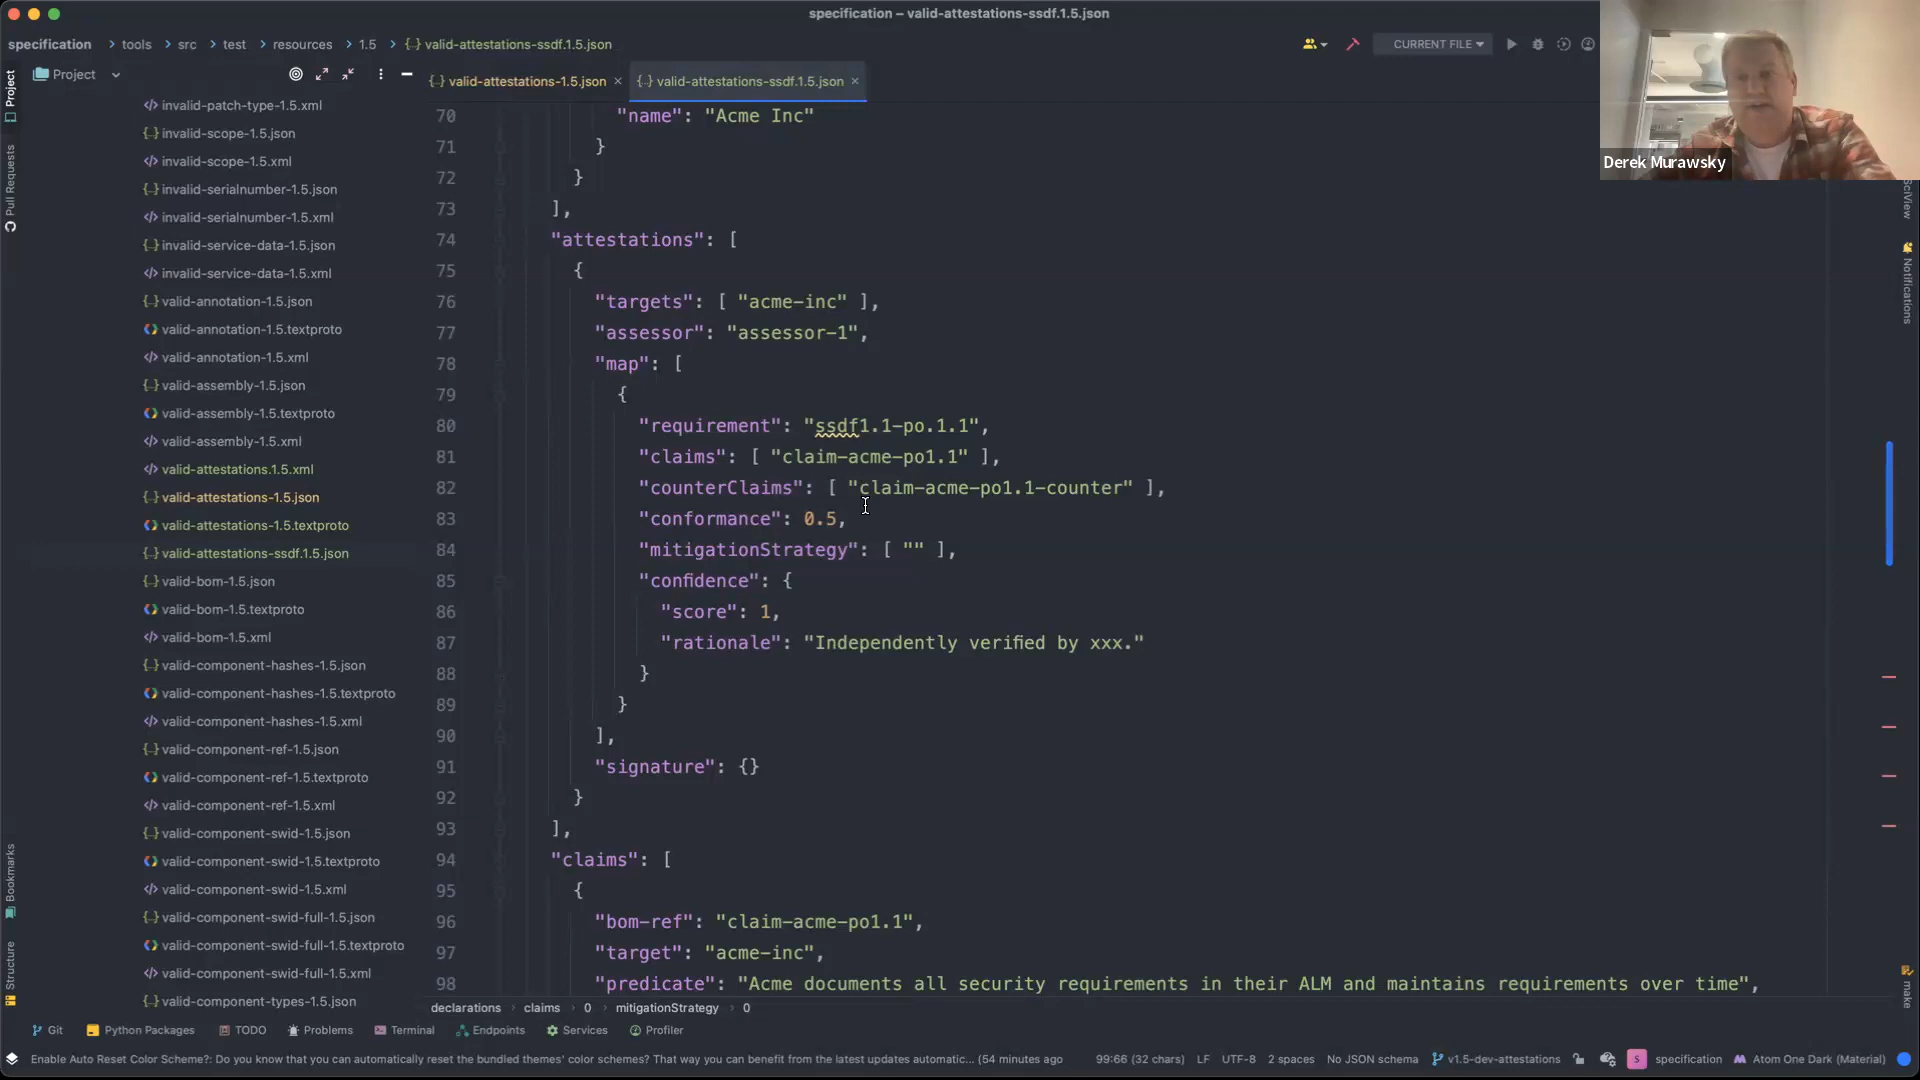 specification – valid-attestations-ssdf.1.5.json
specification > tools > src > test > resources > 1.5 > valid-attestations-ssdf.1.5.json
CURRENT FILE
Project
valid-attestations-1.5.json
valid-attestations-ssdf.1.5.json
Project
Pull Requests
Bookmarks
Structure
invalid-patch-type-1.5.xml
invalid-scope-1.5.json
invalid-scope-1.5.xml
invalid-serialnumber-1.5.json
invalid-serialnumber-1.5.xml
invalid-service-data-1.5.json
invalid-service-data-1.5.xml
valid-annotation-1.5.json
valid-annotation-1.5.textproto
valid-annotation-1.5.xml
valid-assembly-1.5.json
valid-assembly-1.5.textproto
valid-assembly-1.5.xml
valid-attestations.1.5.xml
valid-attestations-1.5.json
valid-attestations-1.5.textproto
valid-attestations-ssdf.1.5.json
valid-bom-1.5.json
valid-bom-1.5.textproto
valid-bom-1.5.xml
valid-component-hashes-1.5.json
valid-component-hashes-1.5.textproto
valid-component-hashes-1.5.xml
valid-component-ref-1.5.json
valid-component-ref-1.5.textproto
valid-component-ref-1.5.xml
valid-component-swid-1.5.json
valid-component-swid-1.5.textproto
valid-component-swid-1.5.xml
valid-component-swid-full-1.5.json
valid-component-swid-full-1.5.textproto
valid-component-swid-full-1.5.xml
valid-component-types-1.5.json
70 "name": "Acme Inc"
71 }
72 }
73 ],
74 "attestations": [
75 {
76 "targets": [ "acme-inc" ],
77 "assessor": "assessor-1",
78 "map": [
79 {
80 "requirement": "ssdf1.1-po.1.1",
81 "claims": [ "claim-acme-po1.1" ],
82 "counterClaims": [ "claim-acme-po1.1-counter" ],
83 "conformance": 0.5,
84 "mitigationStrategy": [ "" ],
85 "confidence": {
86 "score": 1,
87 "rationale": "Independently verified by xxx."
88 }
89 }
90 ],
91 "signature": {}
92 }
93 ],
94 "claims": [
95 {
96 "bom-ref": "claim-acme-po1.1",
97 "target": "acme-inc",
98 "predicate": "Acme documents all security requirements in their ALM and maintains requirements over time",
declarations > claims > 0 > mitigationStrategy > 0
Derek Murawsky
SciView
Notifications
make
Git
Python Packages
TODO
Problems
Terminal
Endpoints
Services
Profiler
Enable Auto Reset Color Scheme?: Do you know that you can automatically reset the bundled themes' color schemes? That way you can benefit from the latest updates automatic... (54 minutes ago
99:66 (32 chars)
LF
UTF-8
2 spaces
No JSON schema
v1.5-dev-attestations
S
specification
Atom One Dark (Material)